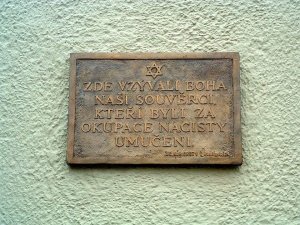 ZDE VZÝVALI BOHA
NAŠI SOUVĚRCI,
KTEŘÍ BYLI ZA
OKUPACE NACISTY
UMUČENI.